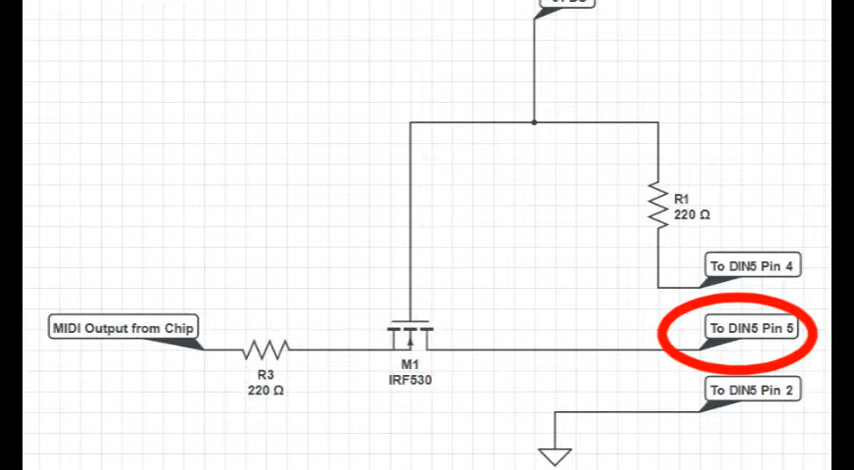 R1
220 Ω
To DIN5 Pin 4
MIDI Output from Chip
To DIN5 Pin 5
R3
220 Ω
M1
IRF530
To DIN5 Pin 2